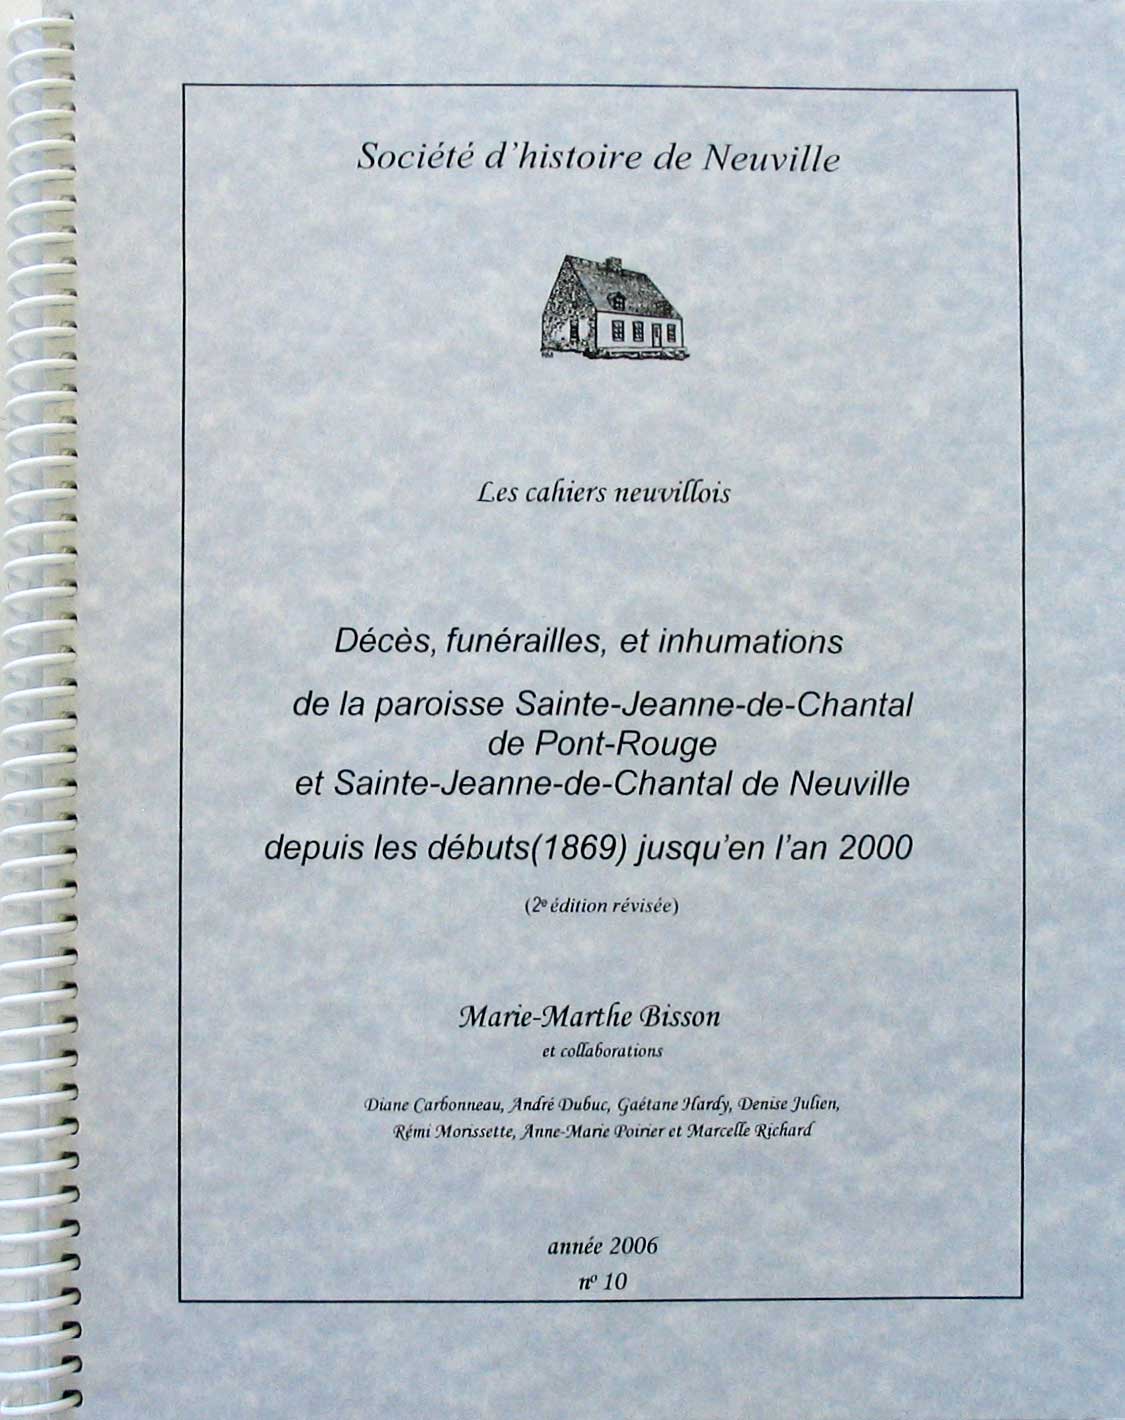 Société d'histoire de Neuville
Les cahiers neuvillois
Décès, funérailles, et inhumations
de la paroisse Sainte-Jeanne-de-Chantal
de Pont-Rouge
et Sainte-Jeanne-de-Chantal de Neuville
depuis les débuts(1869) jusqu'en l'an 2000
(2e édition révisée)
Marie-Marthe Bisson
et collaborations
Diane Carbonneau, André Dubuc, Gaétane Hardy, Denise Julien,
Rémi Morissette, Anne-Marie Poirier et Marcelle Richard
année 2006
no 10